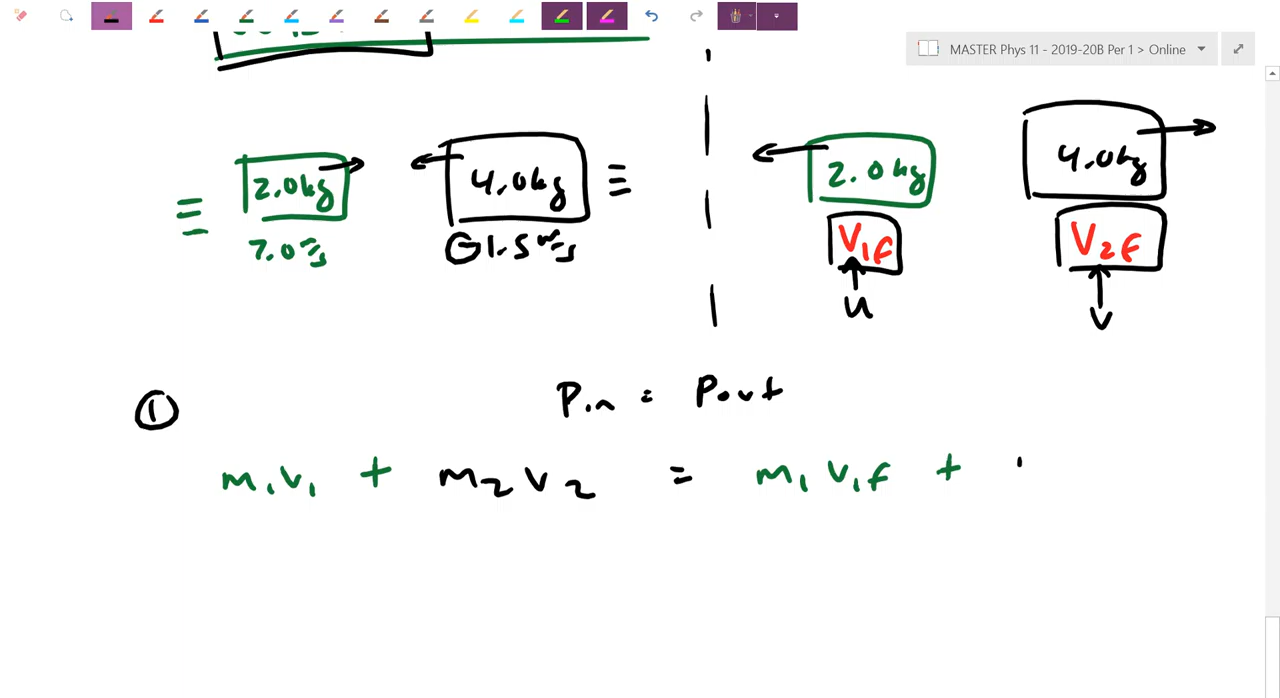 MASTER Phys 11 - 2019-20B Per 1 > Online
2.0kg 4.0kg 2.0kg 4.0kg
7.0 m/s ⊖1.5 m/s V1f V2f
u v
① Pin = Pout
m1v1 + m2v2 = m1v1f +